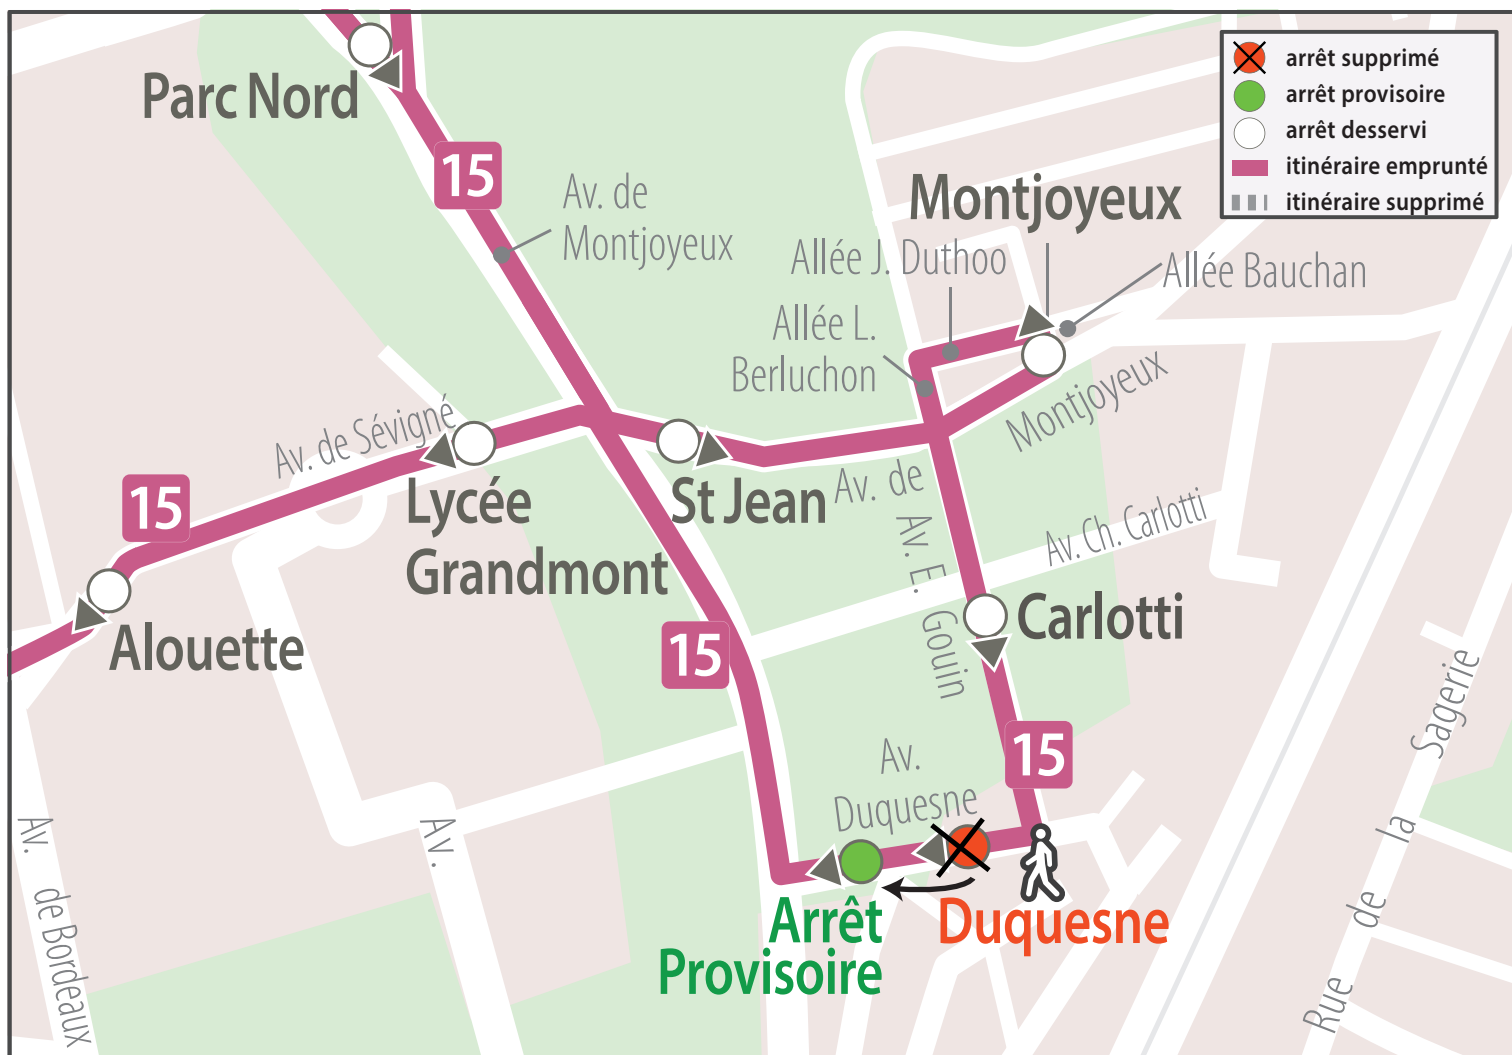 arrêt supprimé
arrêt provisoire
arrêt desservi
itinéraire emprunté
itinéraire supprimé
Parc Nord
15
Av. de
Montjoyeux
Montjoyeux
Allée J. Duthoo
Allée Bauchan
Allée L.
Berluchon
Montjoyeux
Av. de Sévigné
15
Lycée
Grandmont
St Jean
Av. de
Av. E. Gouin
Av. Ch. Carlotti
Alouette
15
Carlotti
15
Av.
Duquesne
Rue de la Sagerie
Av. de Bordeaux
Av.
Arrêt
Provisoire
Duquesne